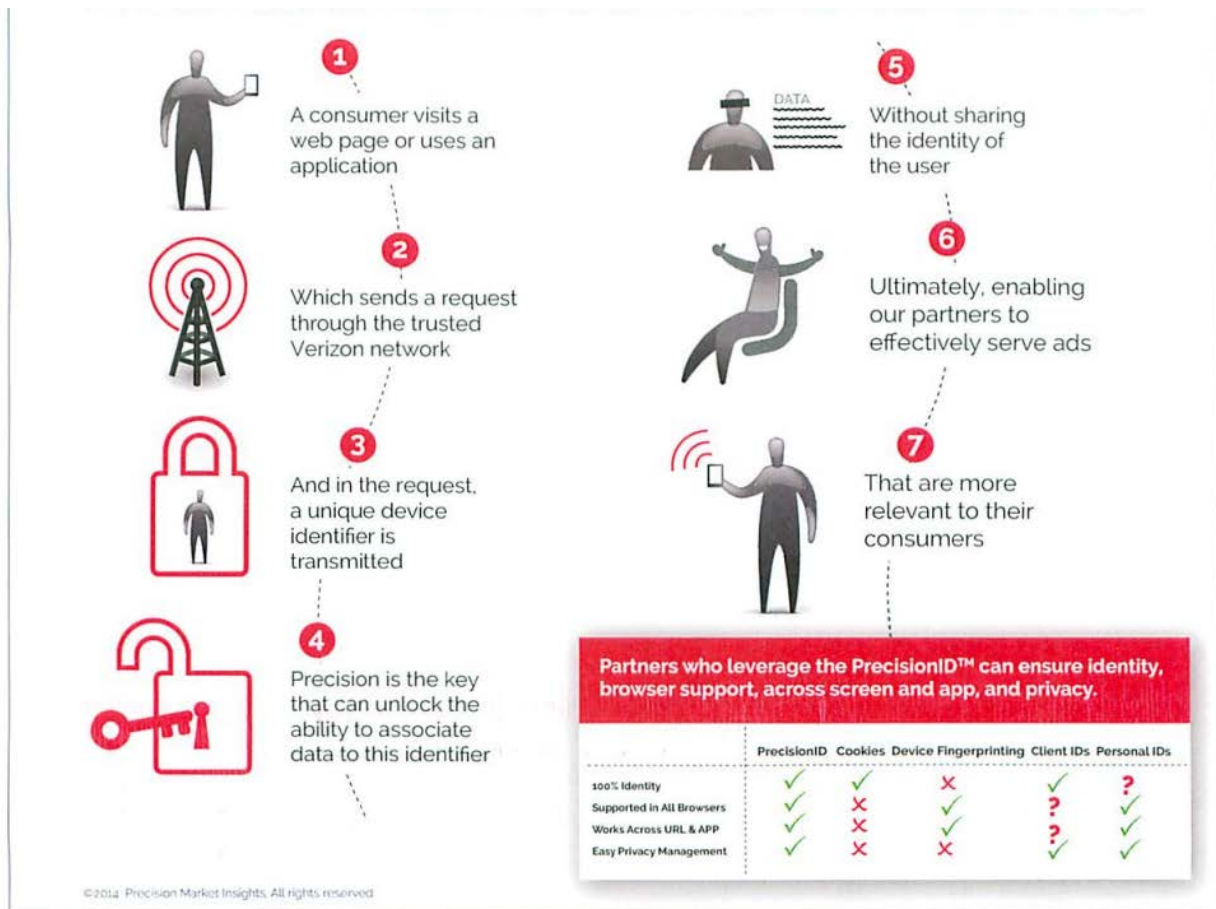 1
A consumer visits a
web page or uses an
application
2
Which sends a request
through the trusted
Verizon network
3
And in the request,
a unique device
identifier is
transmitted
4
Precision is the key
that can unlock the
ability to associate
data to this identifier
5
DATA
Without sharing
the identity of
the user
6
Ultimately, enabling
our partners to
effectively serve ads
7
That are more
relevant to their
consumers
Partners who leverage the PrecisionID™ can ensure identity,
browser support, across screen and app, and privacy.
PrecisionID Cookies Device Fingerprinting Client IDs Personal IDs
100% Identity ✓ ✓ X ✓ ?
Supported in All Browsers ✓ X ✓ ? ✓
Works Across URL & APP ✓ X ✓ ? ✓
Easy Privacy Management ✓ X X ✓ ✓
©2014 Precision Market Insights. All rights reserved